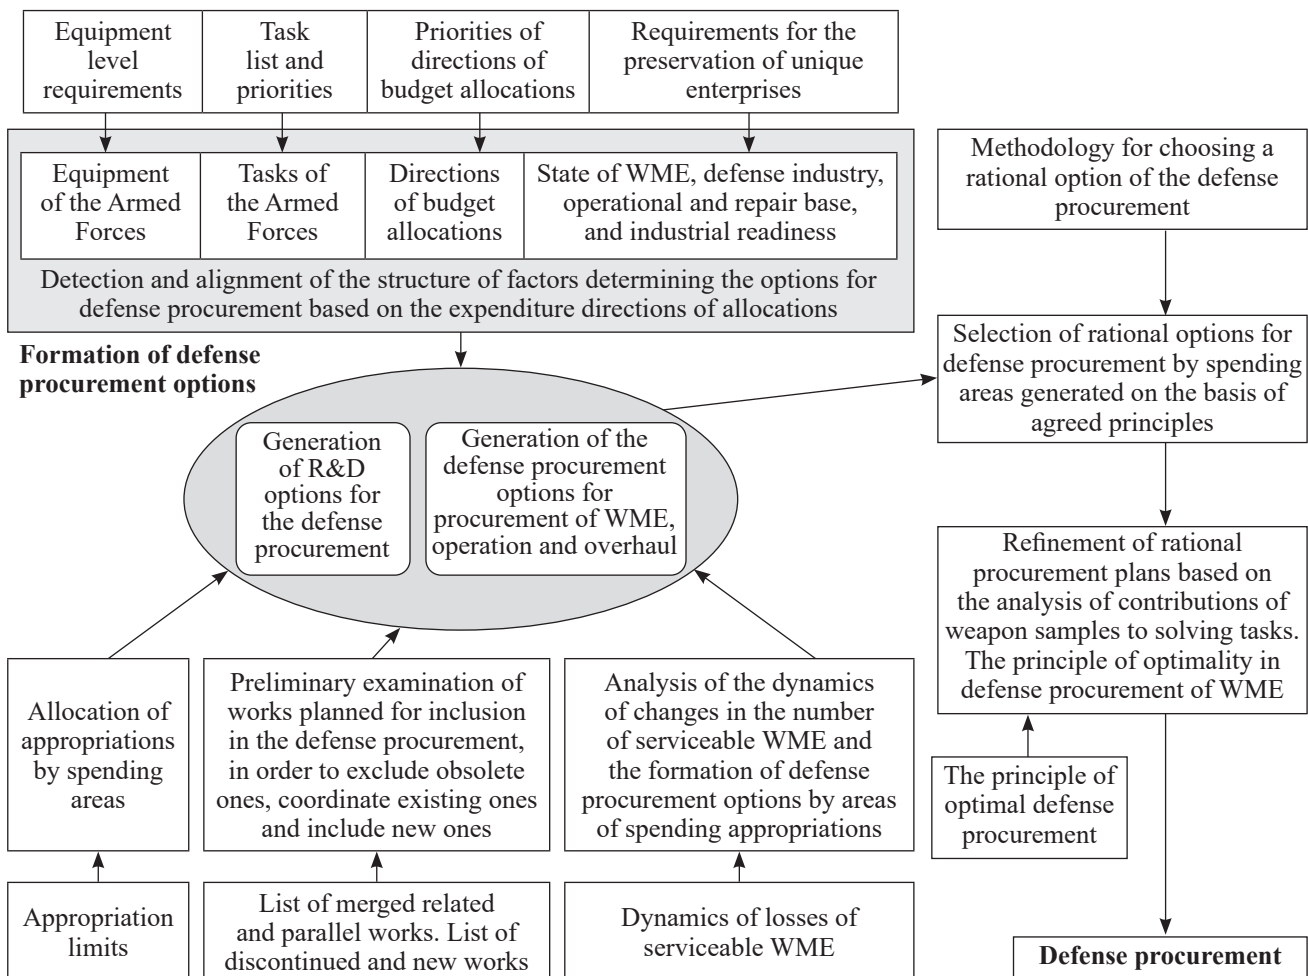 Equipment
level
requirements
Task
list and
priorities
Priorities of
directions of
budget allocations
Requirements for the
preservation of unique
enterprises
Equipment
of the Armed
Forces
Tasks of
the Armed
Forces
Directions
of budget
allocations
State of WME, defense industry,
operational and repair base,
and industrial readiness
Detection and alignment of the structure of factors determining the options for
defense procurement based on the expenditure directions of allocations
Methodology for choosing a
rational option of the defense
procurement
Formation of defense
procurement options
Selection of rational options for
defense procurement by spending
areas generated on the basis of
agreed principles
Generation
of R&D
options for
the defense
procurement
Generation of the
defense procurement
options for
procurement of WME,
operation and overhaul
Refinement of rational
procurement plans based on
the analysis of contributions of
weapon samples to solving tasks.
The principle of optimality in
defense procurement of WME
Allocation of
appropriations
by spending
areas
Preliminary examination of
works planned for inclusion
in the defense procurement,
in order to exclude obsolete
ones, coordinate existing ones
and include new ones
Analysis of the dynamics
of changes in the number
of serviceable WME and
the formation of defense
procurement options by areas
of spending appropriations
The principle of
optimal defense
procurement
Appropriation
limits
List of merged related
and parallel works. List of
discontinued and new works
Dynamics of losses of
serviceable WME
Defense procurement